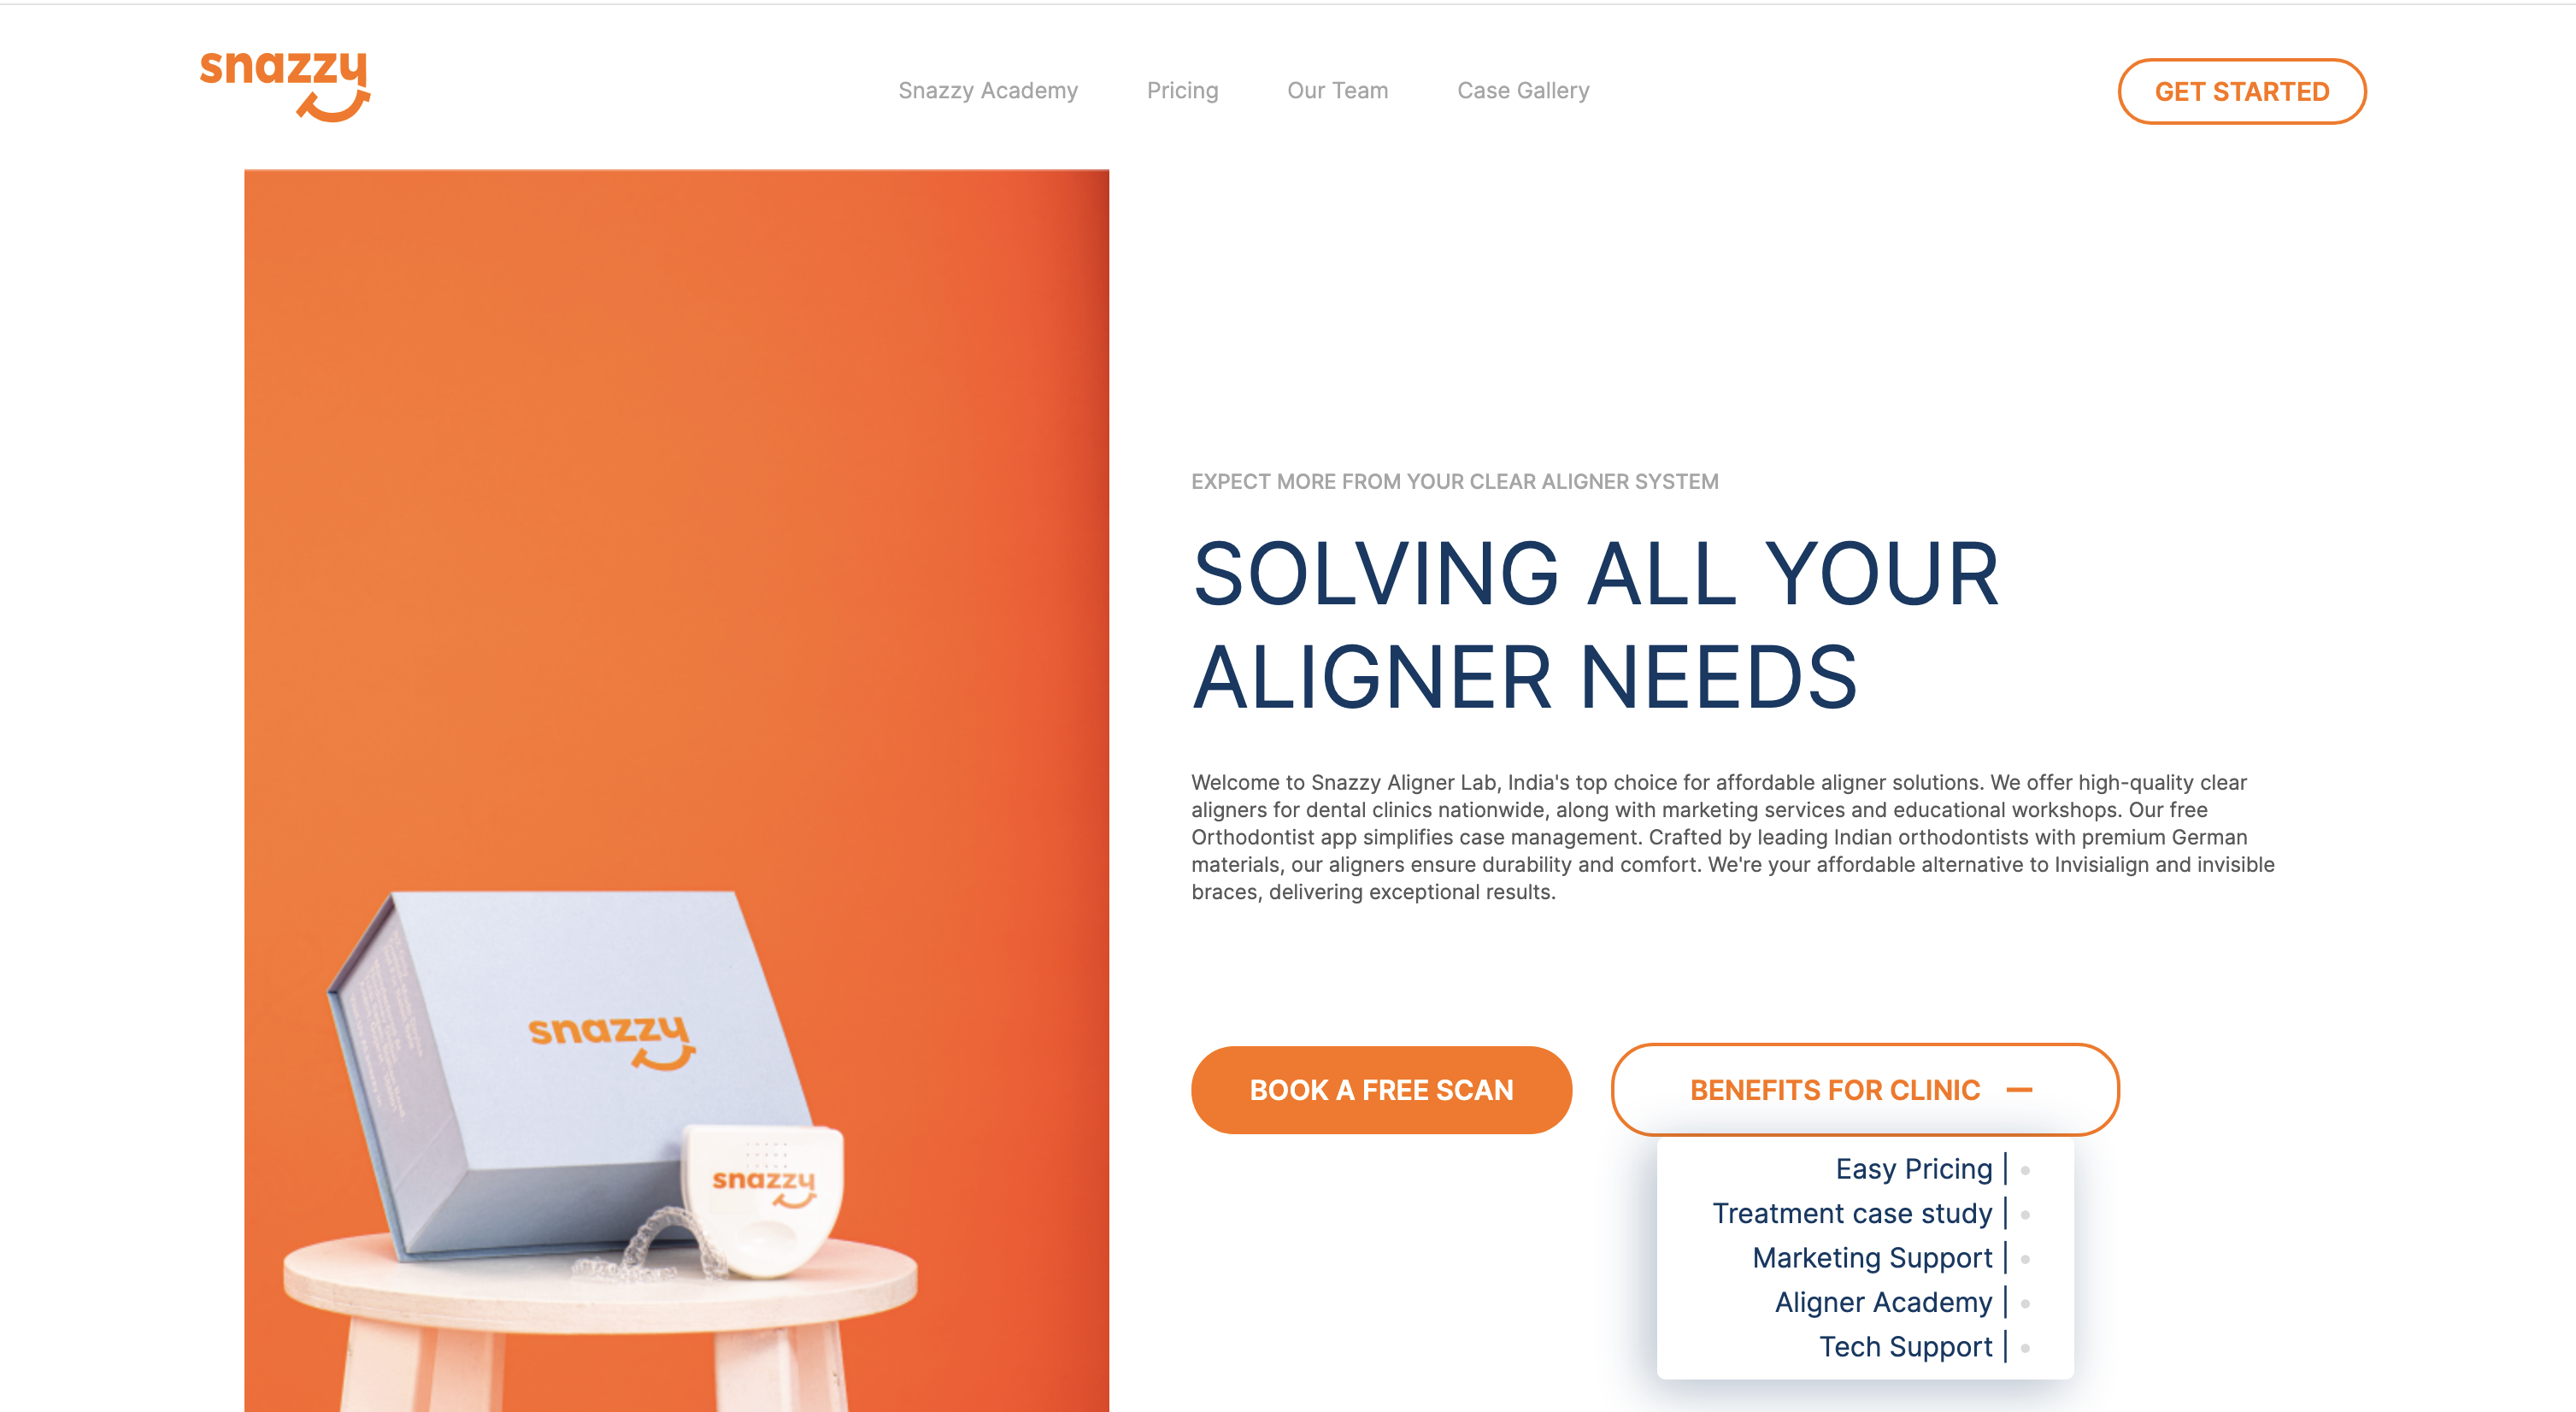 snazzy
Snazzy Academy
Pricing
Our Team
Case Gallery
GET STARTED
EXPECT MORE FROM YOUR CLEAR ALIGNER SYSTEM
SOLVING ALL YOUR
ALIGNER NEEDS
Welcome to Snazzy Aligner Lab, India's top choice for affordable aligner solutions. We offer high-quality clear
aligners for dental clinics nationwide, along with marketing services and educational workshops. Our free
Orthodontist app simplifies case management. Crafted by leading Indian orthodontists with premium German
materials, our aligners ensure durability and comfort. We're your affordable alternative to Invisialign and invisible
braces, delivering exceptional results.
snazzy
snazzy
BOOK A FREE SCAN
BENEFITS FOR CLINIC —
Easy Pricing | •
Treatment case study | •
Marketing Support | •
Aligner Academy | •
Tech Support | •